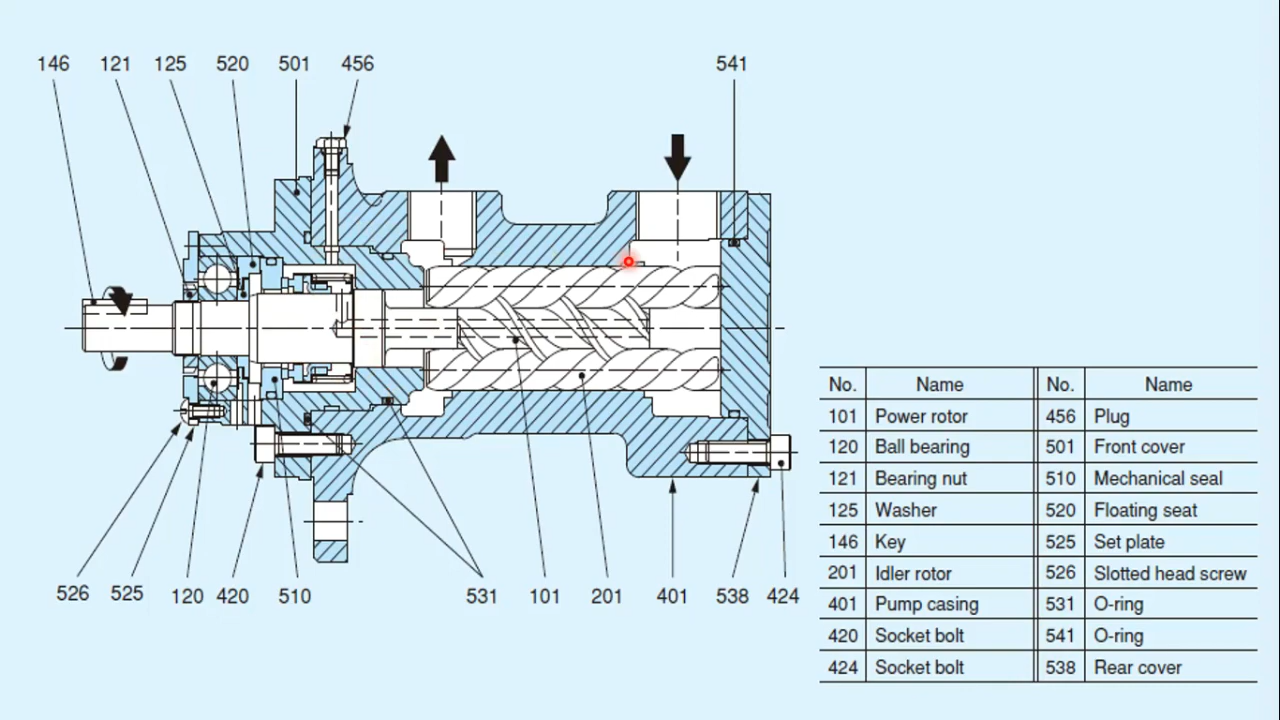 146 121 125 520 501 456 541
526 525 120 420 510 531 101 201 401 538 424
No. Name No. Name
101 Power rotor 456 Plug
120 Ball bearing 501 Front cover
121 Bearing nut 510 Mechanical seal
125 Washer 520 Floating seat
146 Key 525 Set plate
201 Idler rotor 526 Slotted head screw
401 Pump casing 531 O-ring
420 Socket bolt 541 O-ring
424 Socket bolt 538 Rear cover